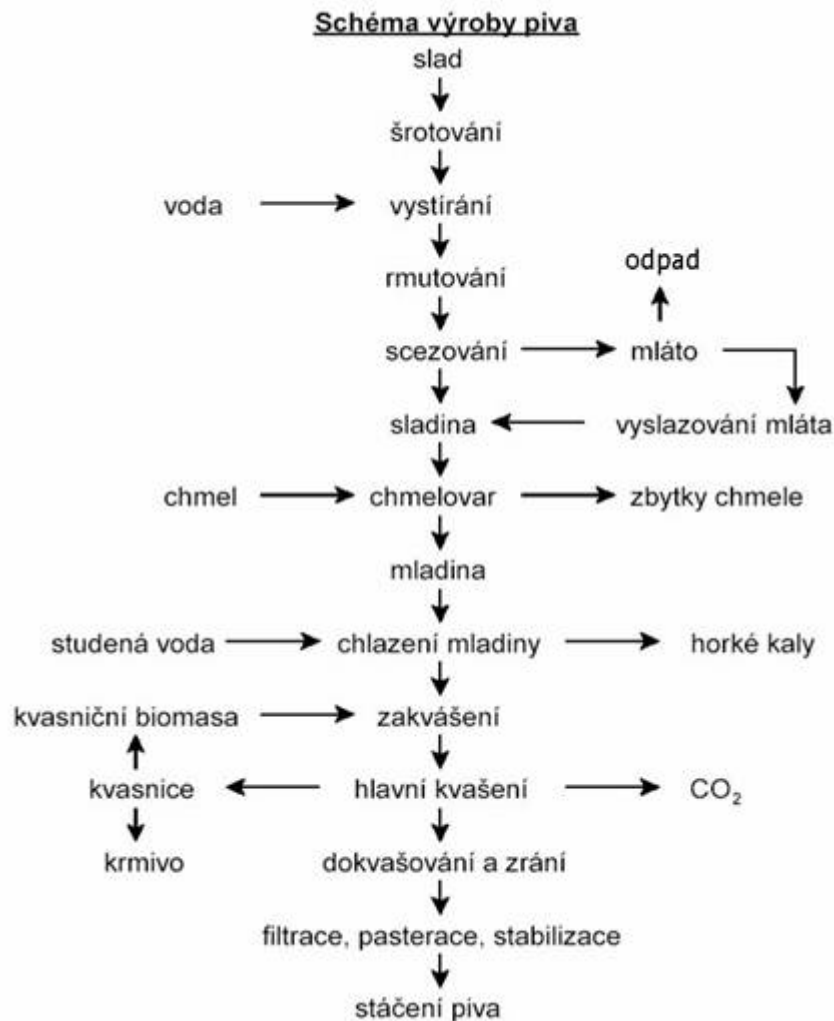 Schéma výroby piva
slad
šrotování
voda vystírání
rmutování odpad
scezování mláto
sladina vyslazování mláta
chmel chmelovar zbytky chmele
mladina
studená voda chlazení mladiny horké kaly
kvasniční biomasa zakvášení
kvasnice hlavní kvašení CO₂
krmivo dokvašování a zrání
filtrace, pasterace, stabilizace
stáčení piva